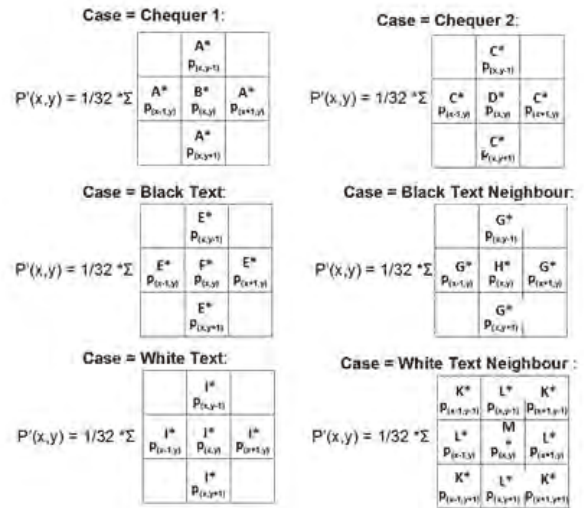 Case = Chequer 1:
A*
p(x,y-1)
P'(x,y) = 1/32 *Σ
A* B* A*
p(x-1,y) p(x,y) p(x+1,y)
A*
p(x,y+1)
Case = Chequer 2:
C*
p(x,y-1)
P'(x,y) = 1/32 *Σ
C* D* C*
p(x-1,y) p(x,y) p(x+1,y)
C*
p(x,y+1)
Case = Black Text:
E*
p(x,y-1)
P'(x,y) = 1/32 *Σ
E* F* E*
p(x-1,y) p(x,y) p(x+1,y)
E*
p(x,y+1)
Case = Black Text Neighbour:
G*
p(x,y-1)
P'(x,y) = 1/32 *Σ
G* H* G*
p(x-1,y) p(x,y) p(x+1,y)
G*
p(x,y+1)
Case = White Text:
I*
p(x,y-1)
P'(x,y) = 1/32 *Σ
I* I* I*
p(x-1,y) p(x,y) p(x+1,y)
I*
p(x,y+1)
Case = White Text Neighbour :
K* L* K*
p(x-1,y-1) p(x,y-1) p(x+1,y-1)
P'(x,y) = 1/32 *Σ
L* M * L*
p(x-1,y) p(x,y) p(x+1,y)
K* L* K*
p(x-1,y+1) p(x,y+1) p(x+1,y+1)